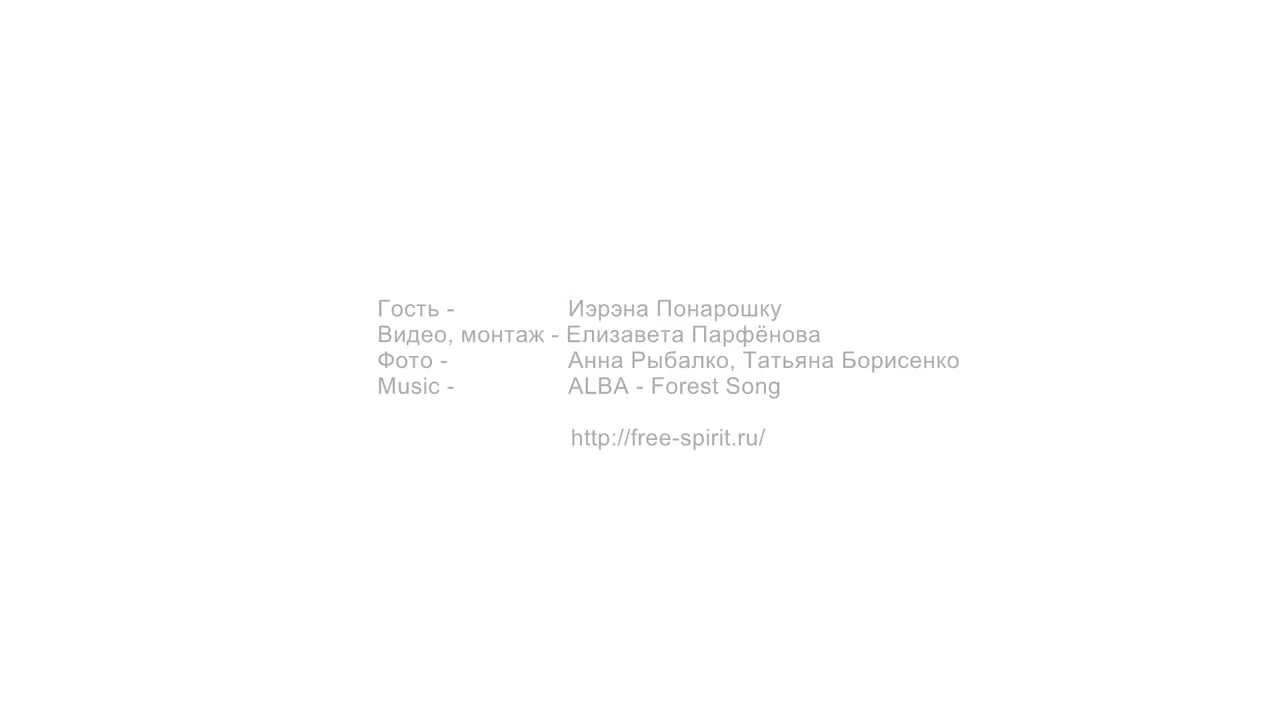 Гость - Иэрэна Понарошку
Видео, монтаж - Елизавета Парфёнова
Фото - Анна Рыбалко, Татьяна Борисенко
Music - ALBA - Forest Song
http://free-spirit.ru/